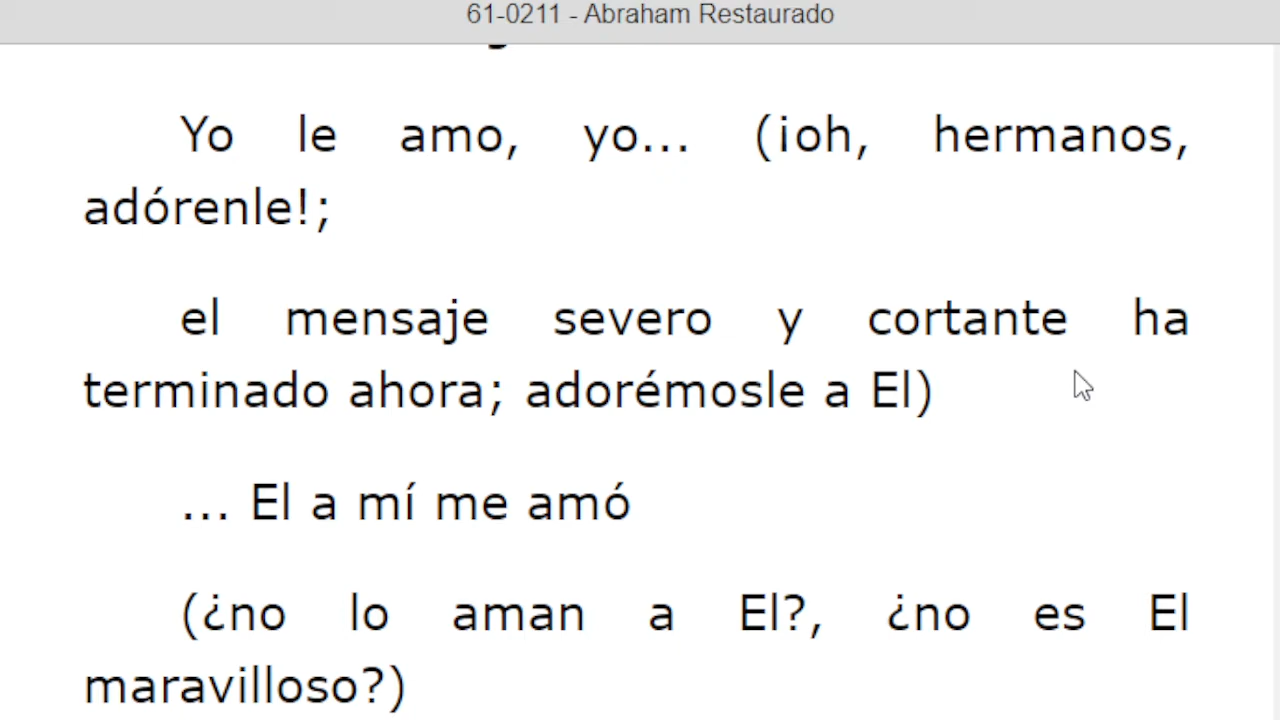 61-0211 - Abraham Restaurado
Yo le amo, yo... (¡oh, hermanos,
adórenle!;
el mensaje severo y cortante ha
terminado ahora; adorémosle a El)
... El a mí me amó
(¿no lo aman a El?, ¿no es El
maravilloso?)